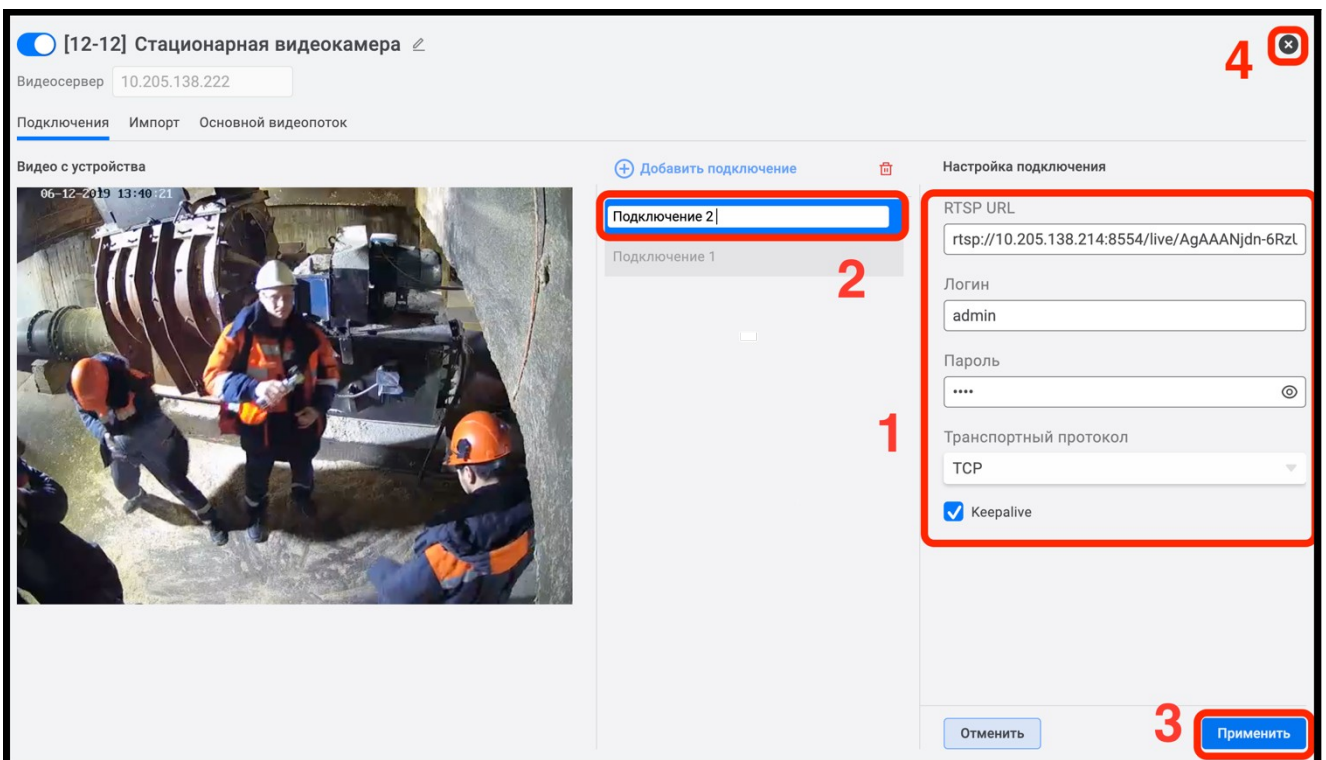 [12-12] Стационарная видеокамера
4
Видеосервер 10.205.138.222
Подключения Импорт Основной видеопоток
Видео с устройства
06-12-2019 13:40:21
Добавить подключение
Подключение 2
Подключение 1
2
Настройка подключения
RTSP URL
rtsp://10.205.138.214:8554/live/AgAAANjdn-6Rzl
Логин
admin
Пароль
••••
1
Транспортный протокол
TCP
Keepalive
Отменить
3
Применить